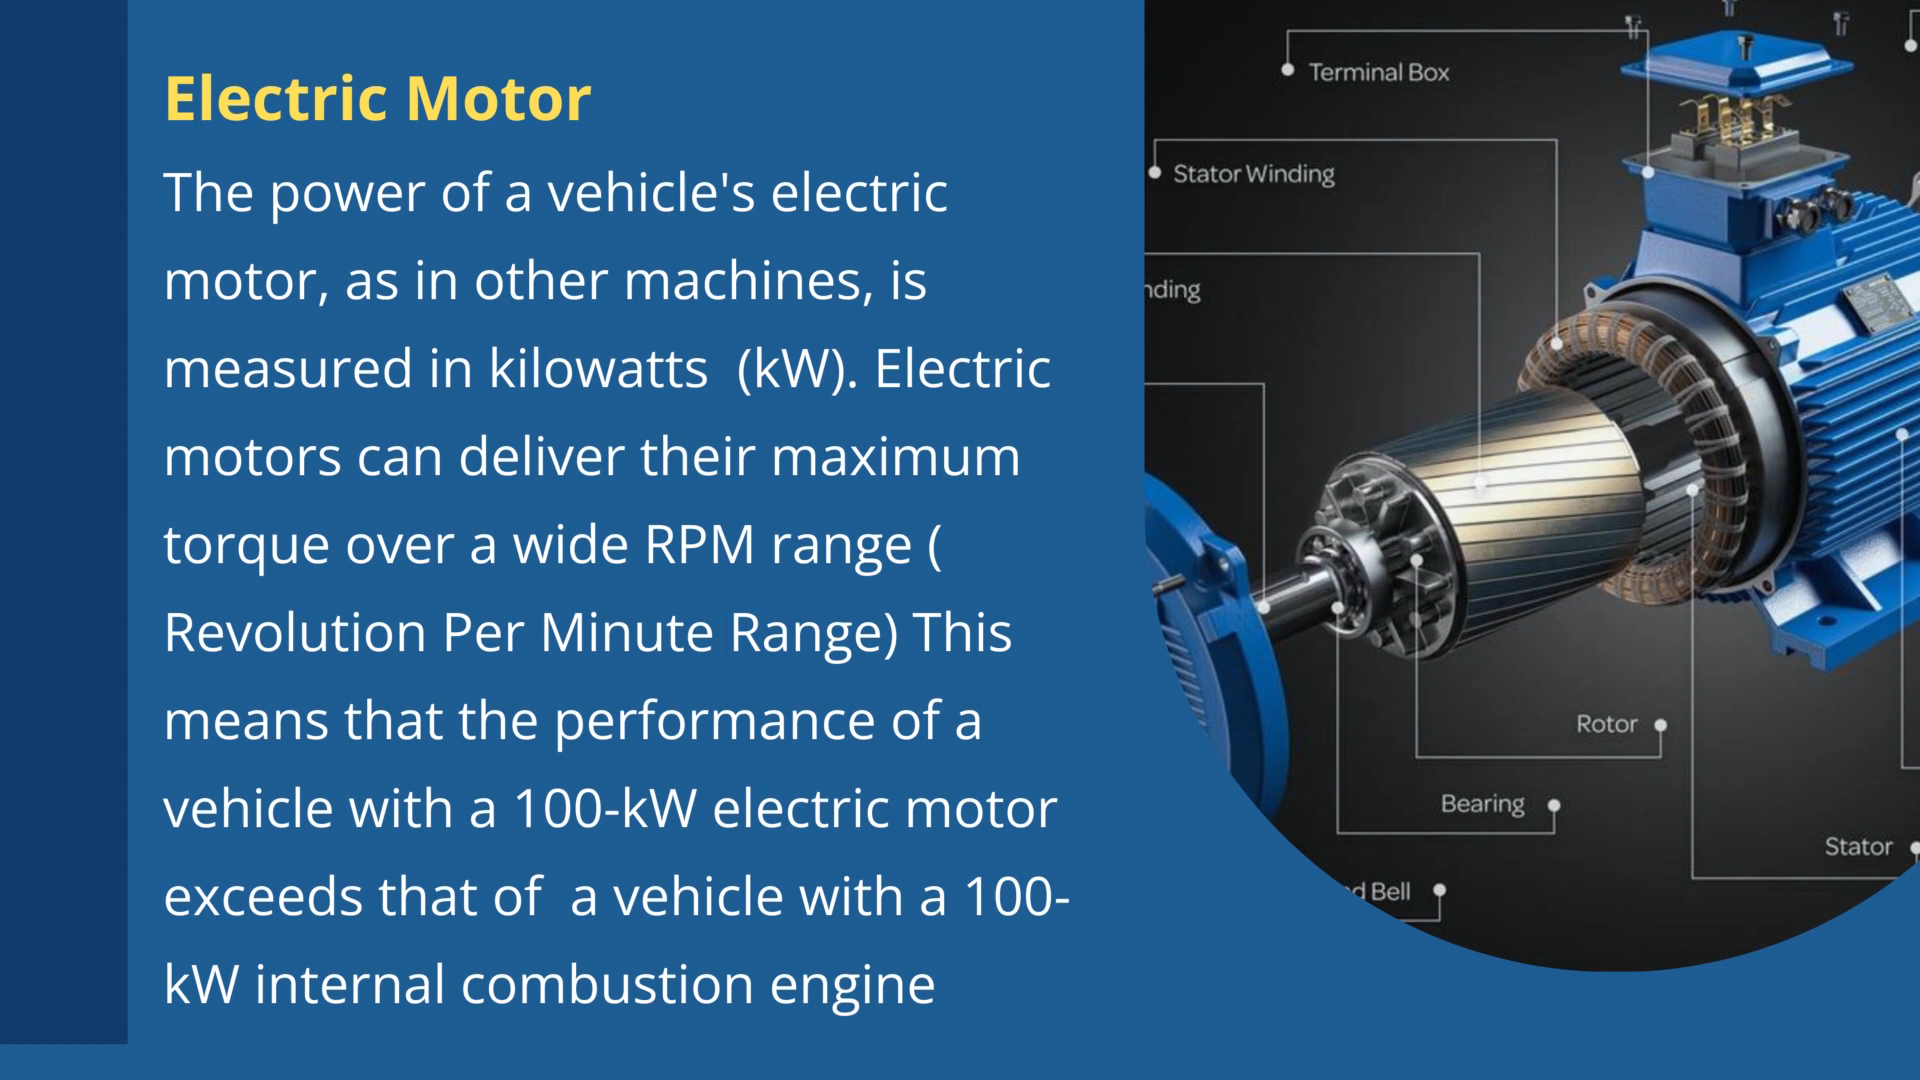 Electric Motor
The power of a vehicle's electric
motor, as in other machines, is
measured in kilowatts  (kW). Electric
motors can deliver their maximum
torque over a wide RPM range (
Revolution Per Minute Range) This
means that the performance of a
vehicle with a 100-kW electric motor
exceeds that of  a vehicle with a 100-
kW internal combustion engine
Terminal Box
Stator Winding
nding
Rotor
Bearing
Stator
d Bell